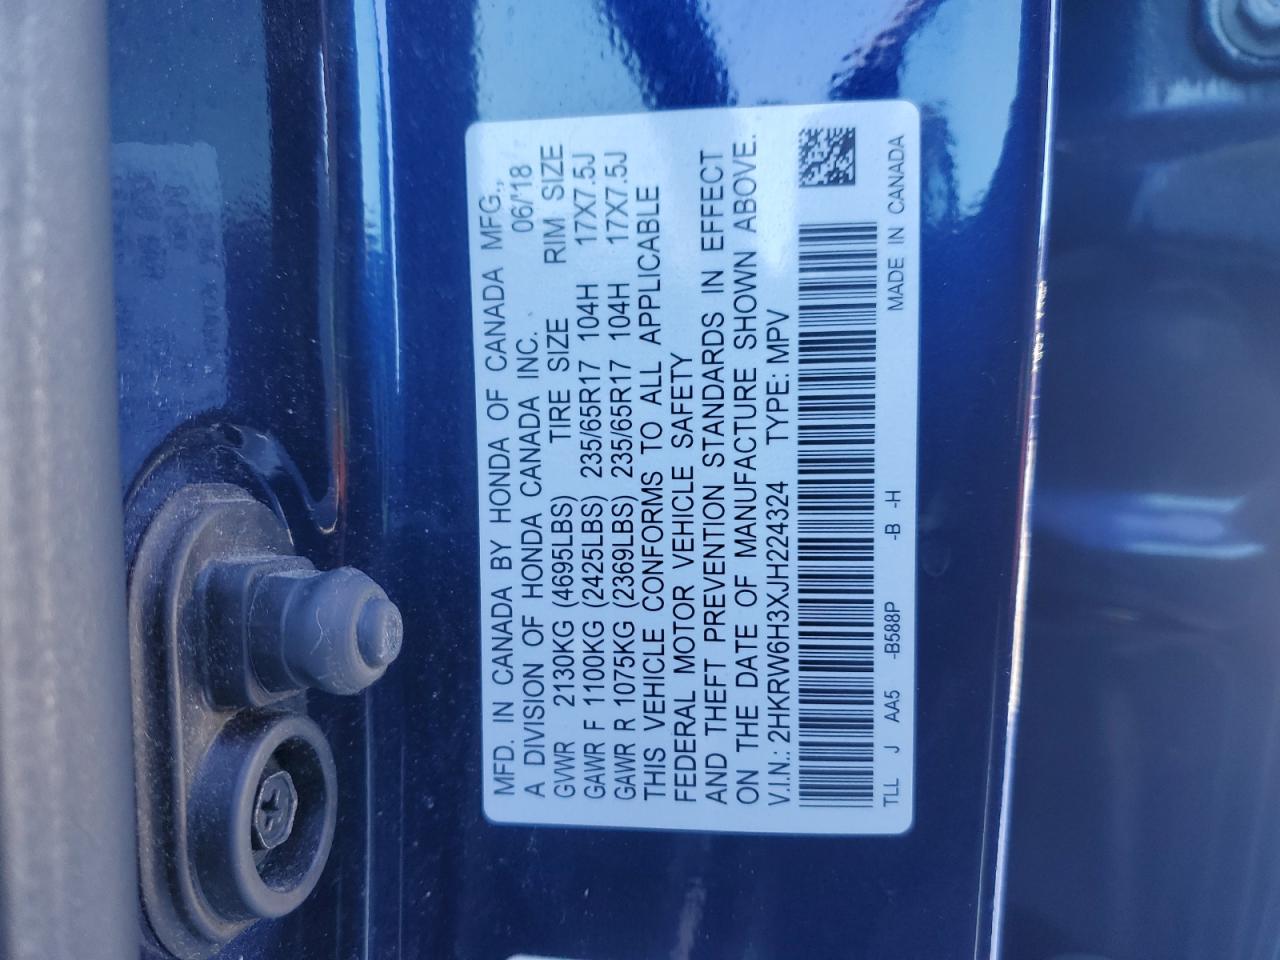 MFD. IN CANADA BY HONDA OF CANADA MFG.,
A DIVISION OF HONDA CANADA INC. 06/'18
GVWR 2130KG (4695LBS) TIRE SIZE RIM SIZE
GAWR F 1100KG (2425LBS) 235/65R17 104H 17X7.5J
GAWR R 1075KG (2369LBS) 235/65R17 104H 17X7.5J
THIS VEHICLE CONFORMS TO ALL APPLICABLE
FEDERAL MOTOR VEHICLE SAFETY
AND THEFT PREVENTION STANDARDS IN EFFECT
ON THE DATE OF MANUFACTURE SHOWN ABOVE.
V.I.N.: 2HKRW6H3XJH224324 TYPE: MPV
TLL J AA5 -B588P -B -H MADE IN CANADA